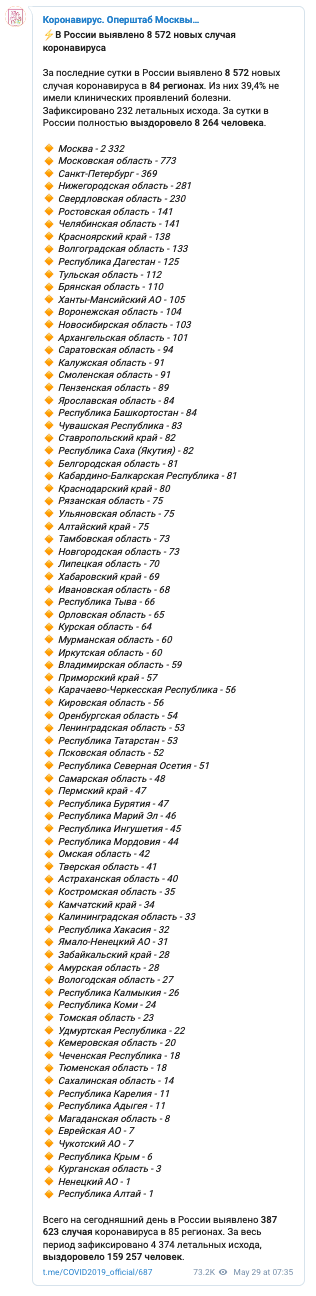 Коронавирус. Оперштаб Москвы...
⚡В России выявлено 8 572 новых случая
коронавируса
За последние сутки в России выявлено 8 572 новых
случая коронавируса в 84 регионах. Из них 39,4% не
имели клинических проявлений болезни.
Зафиксировано 232 летальных исхода. За сутки в
России полностью выздоровело 8 264 человека.
🔸 Москва - 2 332
🔸 Московская область - 773
🔸 Санкт-Петербург - 369
🔸 Нижегородская область - 281
🔸 Свердловская область - 230
🔸 Ростовская область - 141
🔸 Челябинская область - 141
🔸 Красноярский край - 138
🔸 Волгоградская область - 133
🔸 Республика Дагестан - 125
🔸 Тульская область - 112
🔸 Брянская область - 110
🔸 Ханты-Мансийский АО - 105
🔸 Воронежская область - 104
🔸 Новосибирская область - 103
🔸 Архангельская область - 101
🔸 Саратовская область - 94
🔸 Калужская область - 91
🔸 Смоленская область - 91
🔸 Пензенская область - 89
🔸 Ярославская область - 84
🔸 Республика Башкортостан - 84
🔸 Чувашская Республика - 83
🔸 Ставропольский край - 82
🔸 Республика Саха (Якутия) - 82
🔸 Белгородская область - 81
🔸 Кабардино-Балкарская Республика - 81
🔸 Краснодарский край - 80
🔸 Рязанская область - 75
🔸 Ульяновская область - 75
🔸 Алтайский край - 75
🔸 Тамбовская область - 73
🔸 Новгородская область - 73
🔸 Липецкая область - 70
🔸 Хабаровский край - 69
🔸 Ивановская область - 68
🔸 Республика Тыва - 66
🔸 Орловская область - 65
🔸 Курская область - 64
🔸 Мурманская область - 60
🔸 Иркутская область - 60
🔸 Владимирская область - 59
🔸 Приморский край - 57
🔸 Карачаево-Черкесская Республика - 56
🔸 Кировская область - 56
🔸 Оренбургская область - 54
🔸 Ленинградская область - 53
🔸 Республика Татарстан - 53
🔸 Псковская область - 52
🔸 Республика Северная Осетия - 51
🔸 Самарская область - 48
🔸 Пермский край - 47
🔸 Республика Бурятия - 47
🔸 Республика Марий Эл - 46
🔸 Республика Ингушетия - 45
🔸 Республика Мордовия - 44
🔸 Омская область - 42
🔸 Тверская область - 41
🔸 Астраханская область - 40
🔸 Костромская область - 35
🔸 Камчатский край - 34
🔸 Калининградская область - 33
🔸 Республика Хакасия - 32
🔸 Ямало-Ненецкий АО - 31
🔸 Забайкальский край - 28
🔸 Амурская область - 28
🔸 Вологодская область - 27
🔸 Республика Калмыкия - 26
🔸 Республика Коми - 24
🔸 Томская область - 23
🔸 Удмуртская Республика - 22
🔸 Кемеровская область - 20
🔸 Чеченская Республика - 18
🔸 Тюменская область - 18
🔸 Сахалинская область - 14
🔸 Республика Карелия - 11
🔸 Республика Адыгея - 11
🔸 Магаданская область - 8
🔸 Еврейская АО - 7
🔸 Чукотский АО - 7
🔸 Республика Крым - 6
🔸 Курганская область - 3
🔸 Ненецкий АО - 1
🔸 Республика Алтай - 1
Всего на сегодняшний день в России выявлено 387
623 случая коронавируса в 85 регионах. За весь
период зафиксировано 4 374 летальных исхода,
выздоровело 159 257 человек.
t.me/COVID2019_official/687 73.2K May 29 at 07:35